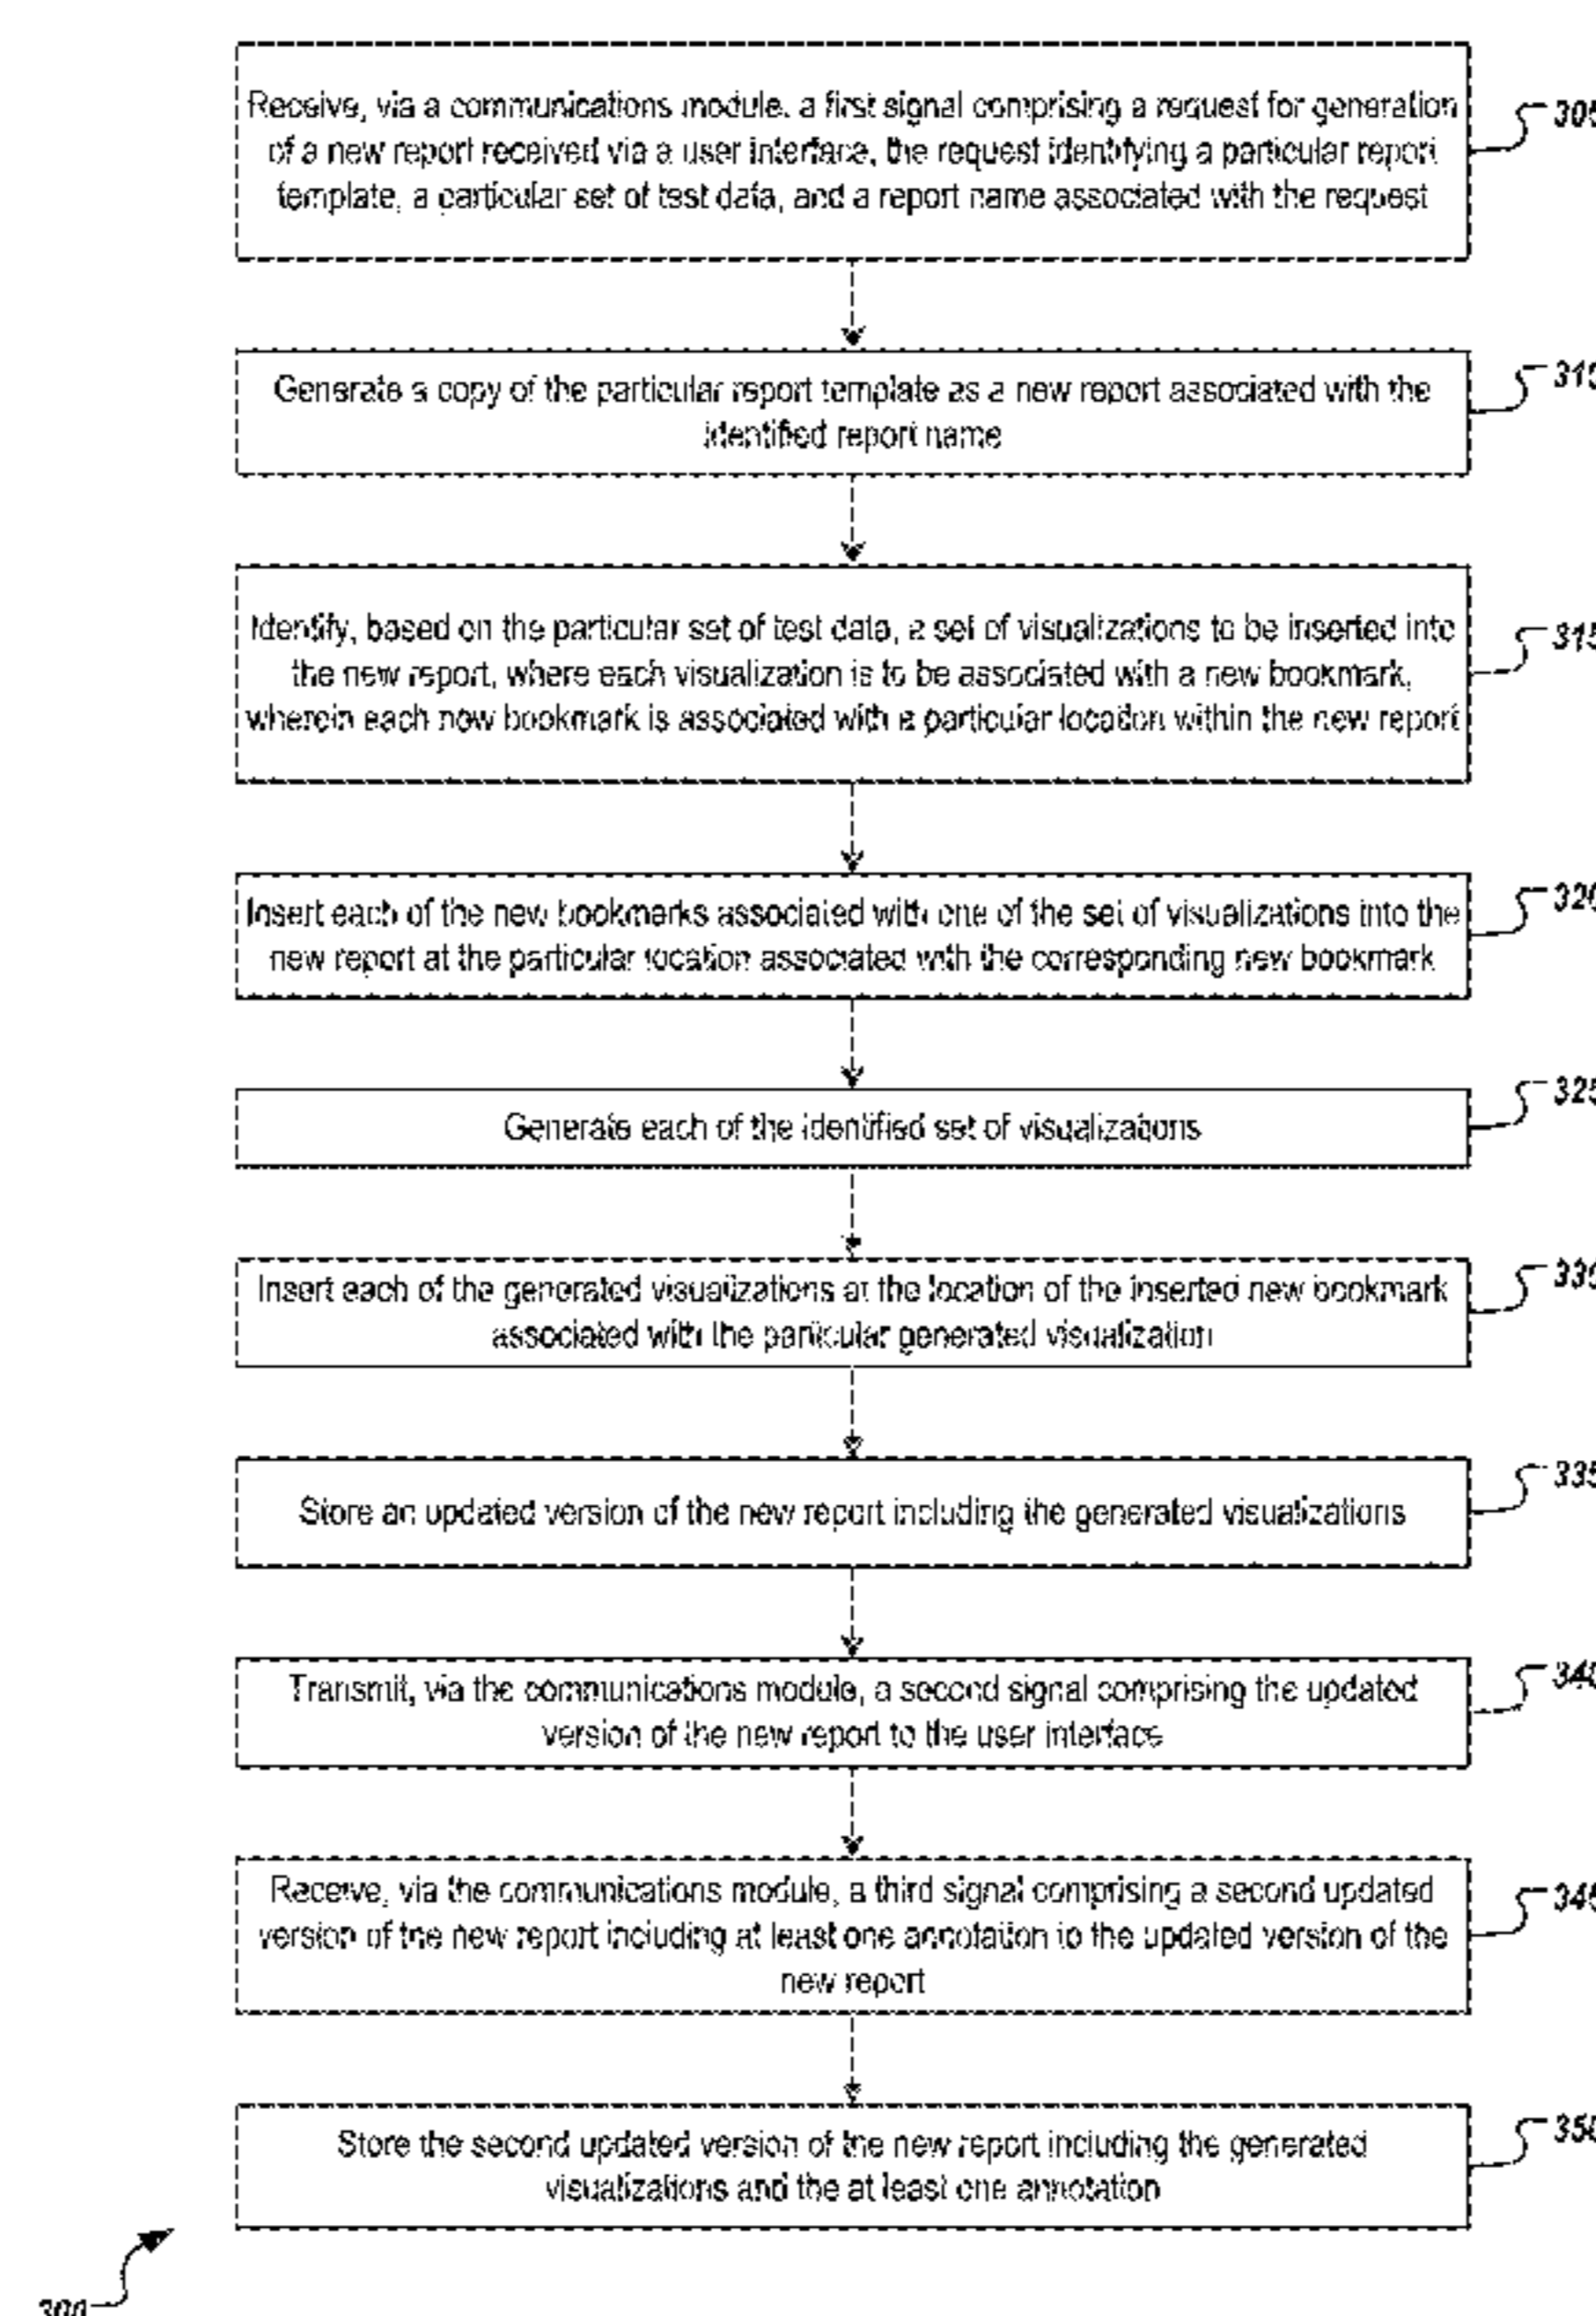 Receive, via a communications module, a first signal comprising a request for generation
of a new report received via a user interface, the request identifying a particular report
template, a particular set of test data, and a report name associated with the request
305
Generate a copy of the particular report template as a new report associated with the
identified report name
310
Identify, based on the particular set of test data, a set of visualizations to be inserted into
the new report, where each visualization is to be associated with a new bookmark,
wherein each new bookmark is associated with a particular location within the new report
315
Insert each of the new bookmarks associated with one of the set of visualizations into the
new report at the particular location associated with the corresponding new bookmark
320
Generate each of the identified set of visualizations
325
Insert each of the generated visualizations at the location of the inserted new bookmark
associated with the particular generated visualization
330
Store an updated version of the new report including the generated visualizations
335
Transmit, via the communications module, a second signal comprising the updated
version of the new report to the user interface
340
Receive, via the communications module, a third signal comprising a second updated
version of the new report including at least one annotation to the updated version of the
new report
345
Store the second updated version of the new report including the generated
visualizations and the at least one annotation
350
300